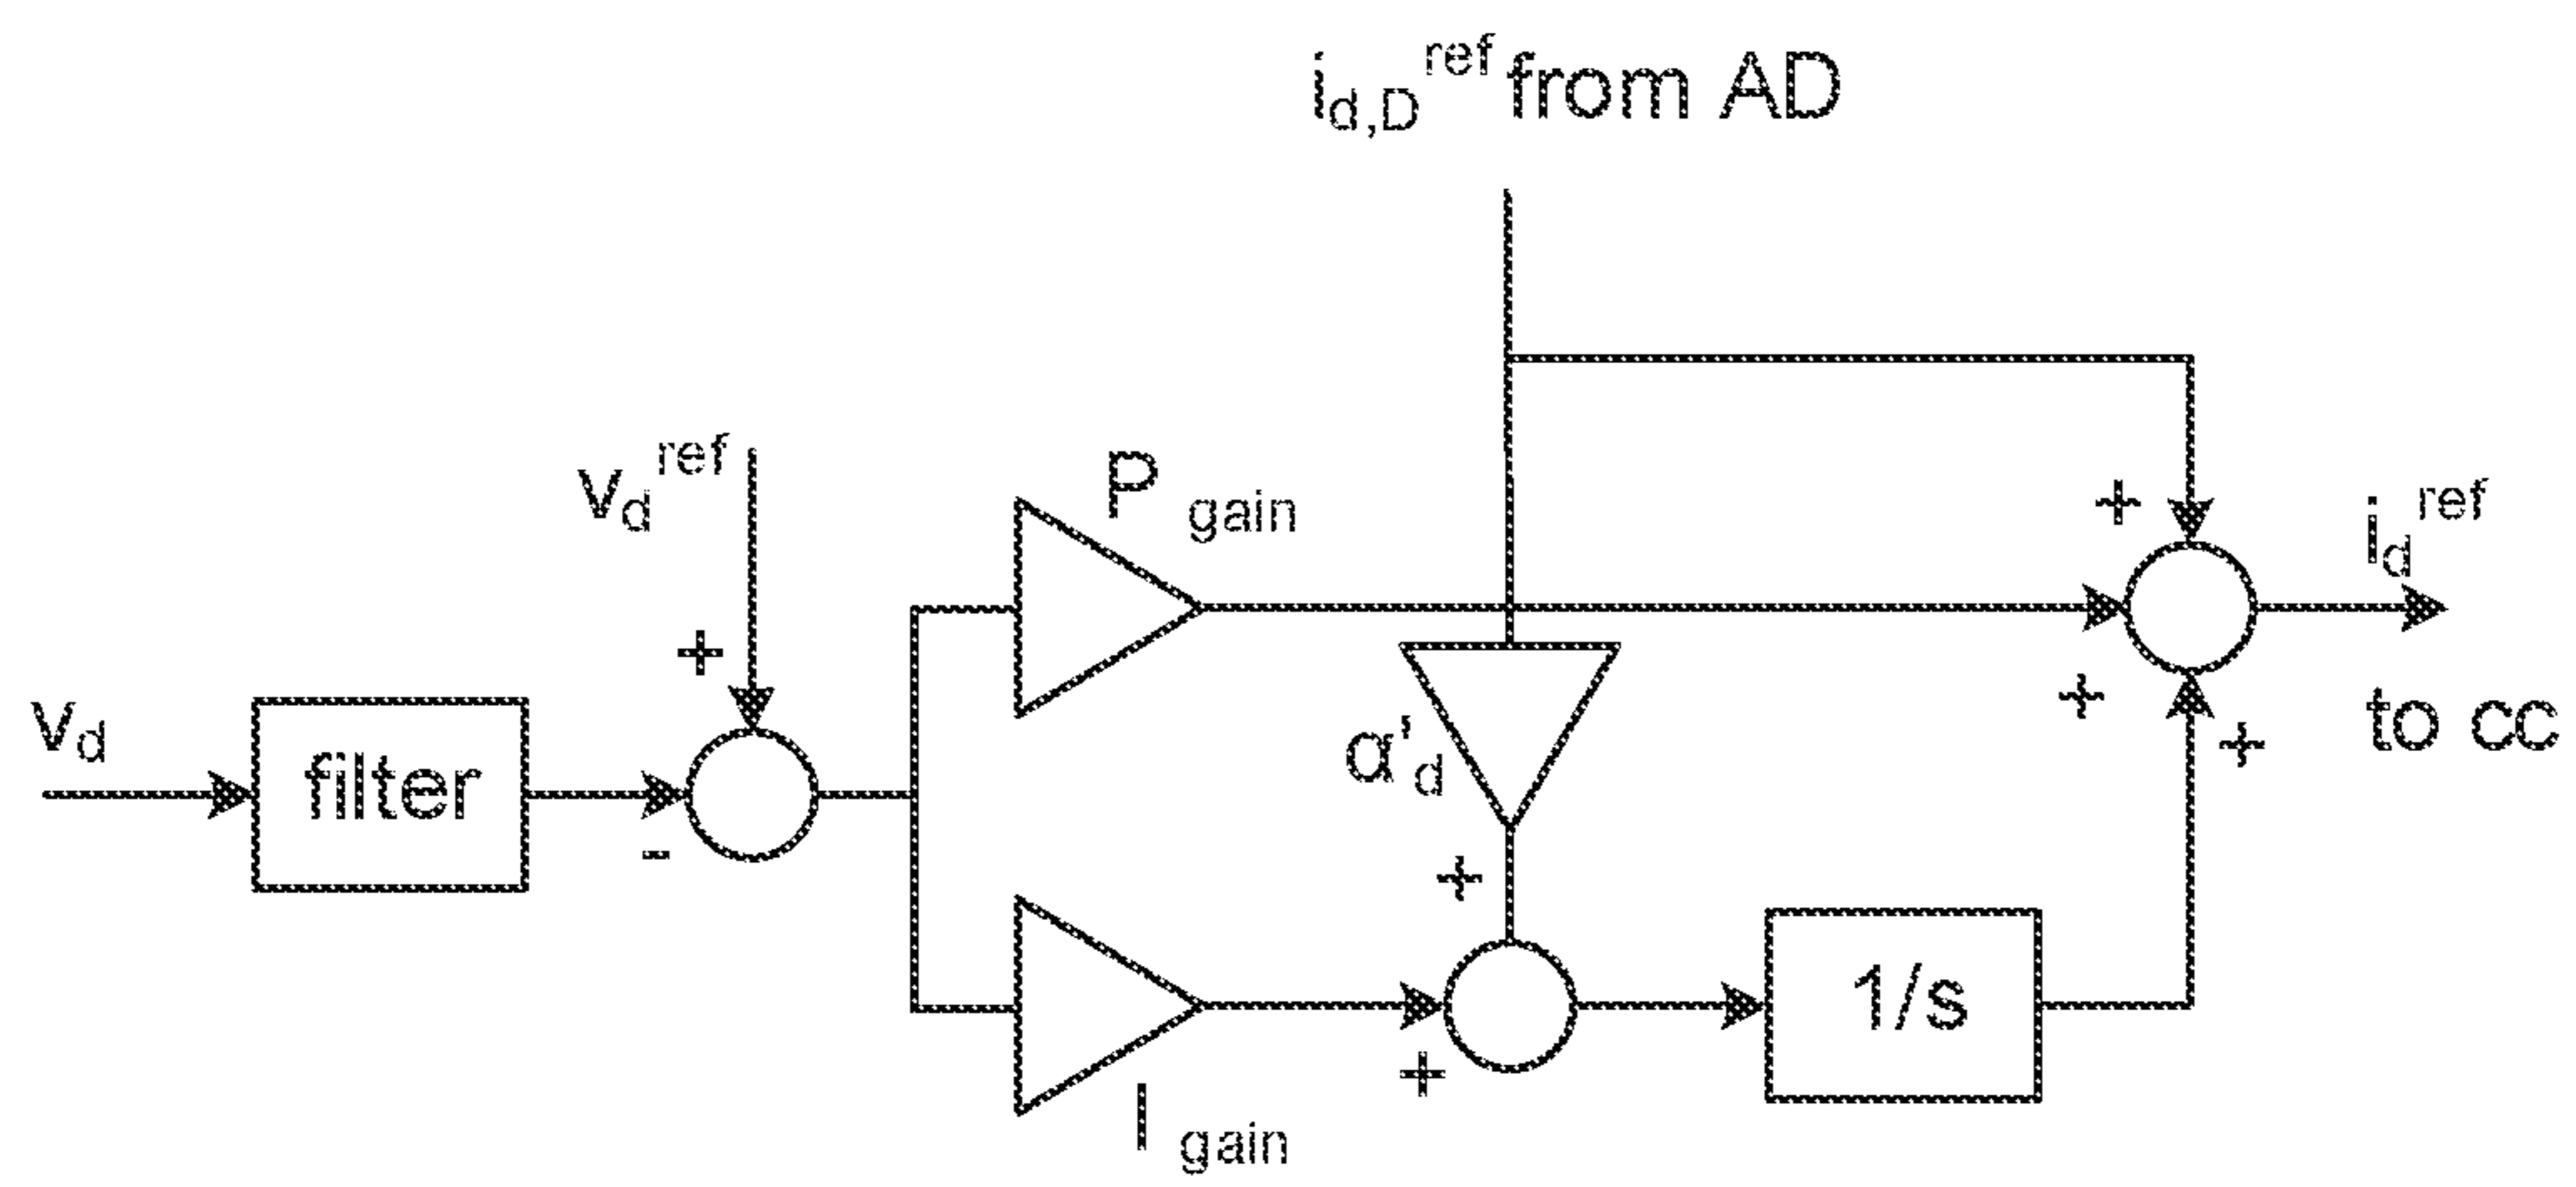 i_d,D^ref from AD
v_d^ref
P gain
+
i_d^ref
+
v_d
filter
α'_d
+
+
to cc
-
+
1/s
+
I gain